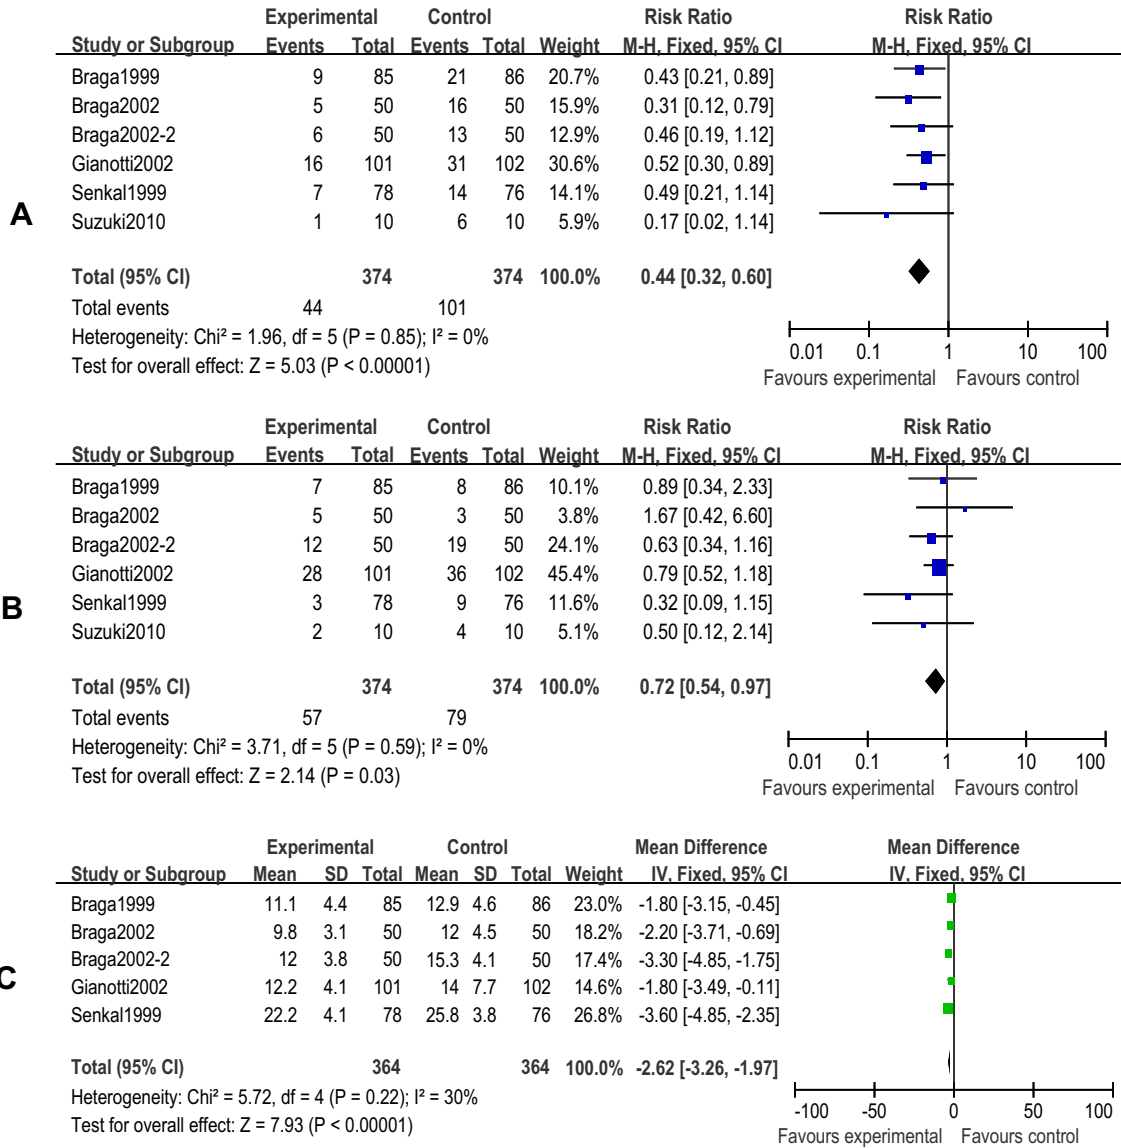 Experimental Control Risk Ratio Risk Ratio
Study or Subgroup Events Total Events Total Weight M-H, Fixed, 95% CI M-H, Fixed, 95% CI
Braga1999 9 85 21 86 20.7% 0.43 [0.21, 0.89]
Braga2002 5 50 16 50 15.9% 0.31 [0.12, 0.79]
Braga2002-2 6 50 13 50 12.9% 0.46 [0.19, 1.12]
Gianotti2002 16 101 31 102 30.6% 0.52 [0.30, 0.89]
Senkal1999 7 78 14 76 14.1% 0.49 [0.21, 1.14]
A
Suzuki2010 1 10 6 10 5.9% 0.17 [0.02, 1.14]
Total (95% CI) 374 374 100.0% 0.44 [0.32, 0.60]
Total events 44 101
Heterogeneity: Chi² = 1.96, df = 5 (P = 0.85); I² = 0%
Test for overall effect: Z = 5.03 (P < 0.00001)
0.01 0.1 1 10 100
Favours experimental Favours control
Experimental Control Risk Ratio Risk Ratio
Study or Subgroup Events Total Events Total Weight M-H, Fixed, 95% CI M-H, Fixed, 95% CI
Braga1999 7 85 8 86 10.1% 0.89 [0.34, 2.33]
Braga2002 5 50 3 50 3.8% 1.67 [0.42, 6.60]
Braga2002-2 12 50 19 50 24.1% 0.63 [0.34, 1.16]
Gianotti2002 28 101 36 102 45.4% 0.79 [0.52, 1.18]
Senkal1999 3 78 9 76 11.6% 0.32 [0.09, 1.15]
B
Suzuki2010 2 10 4 10 5.1% 0.50 [0.12, 2.14]
Total (95% CI) 374 374 100.0% 0.72 [0.54, 0.97]
Total events 57 79
Heterogeneity: Chi² = 3.71, df = 5 (P = 0.59); I² = 0%
Test for overall effect: Z = 2.14 (P = 0.03)
0.01 0.1 1 10 100
Favours experimental Favours control
Experimental Control Mean Difference Mean Difference
Study or Subgroup Mean SD Total Mean SD Total Weight IV, Fixed, 95% CI IV, Fixed, 95% CI
Braga1999 11.1 4.4 85 12.9 4.6 86 23.0% -1.80 [-3.15, -0.45]
Braga2002 9.8 3.1 50 12 4.5 50 18.2% -2.20 [-3.71, -0.69]
Braga2002-2 12 3.8 50 15.3 4.1 50 17.4% -3.30 [-4.85, -1.75]
C
Gianotti2002 12.2 4.1 101 14 7.7 102 14.6% -1.80 [-3.49, -0.11]
Senkal1999 22.2 4.1 78 25.8 3.8 76 26.8% -3.60 [-4.85, -2.35]
Total (95% CI) 364 364 100.0% -2.62 [-3.26, -1.97]
Heterogeneity: Chi² = 5.72, df = 4 (P = 0.22); I² = 30%
Test for overall effect: Z = 7.93 (P < 0.00001)
-100 -50 0 50 100
Favours experimental Favours control